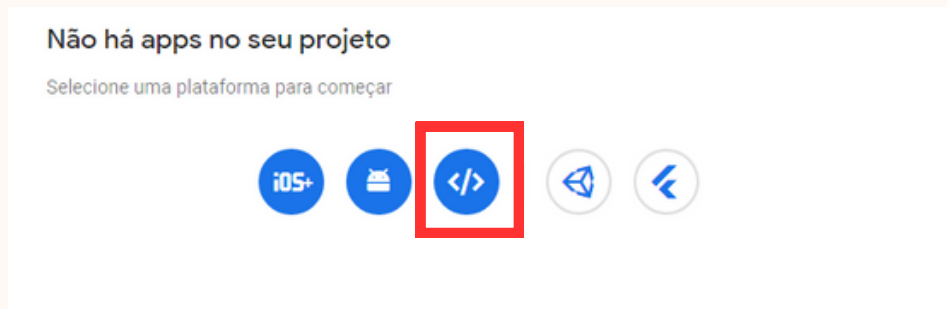 Não há apps no seu projeto
Selecione uma plataforma para começar
iOS+ </>